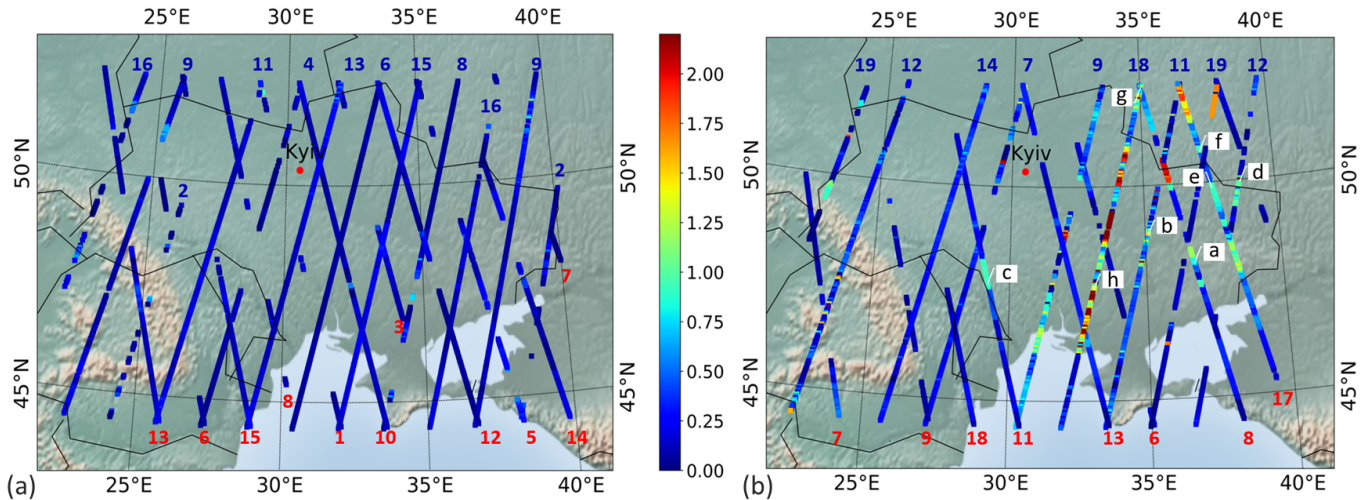 25°E 30°E 35°E 40°E
16 9 11 4 13 6 15 8 9
16
2
2
Kyiv
50°N
7
3
45°N
8
13 6 15 1 10 12 5 14
25°E 30°E 35°E 40°E
(a)
2.00
1.75
1.50
1.25
1.00
0.75
0.50
0.25
0.00
25°E 30°E 35°E 40°E
19 12 14 7 9 18 11 19 12
g
f
Kyiv
50°N 50°N
e d
b
a
c h
45°N 45°N
17
7 9 18 11 13 6 8
25°E 30°E 35°E 40°E
(b)